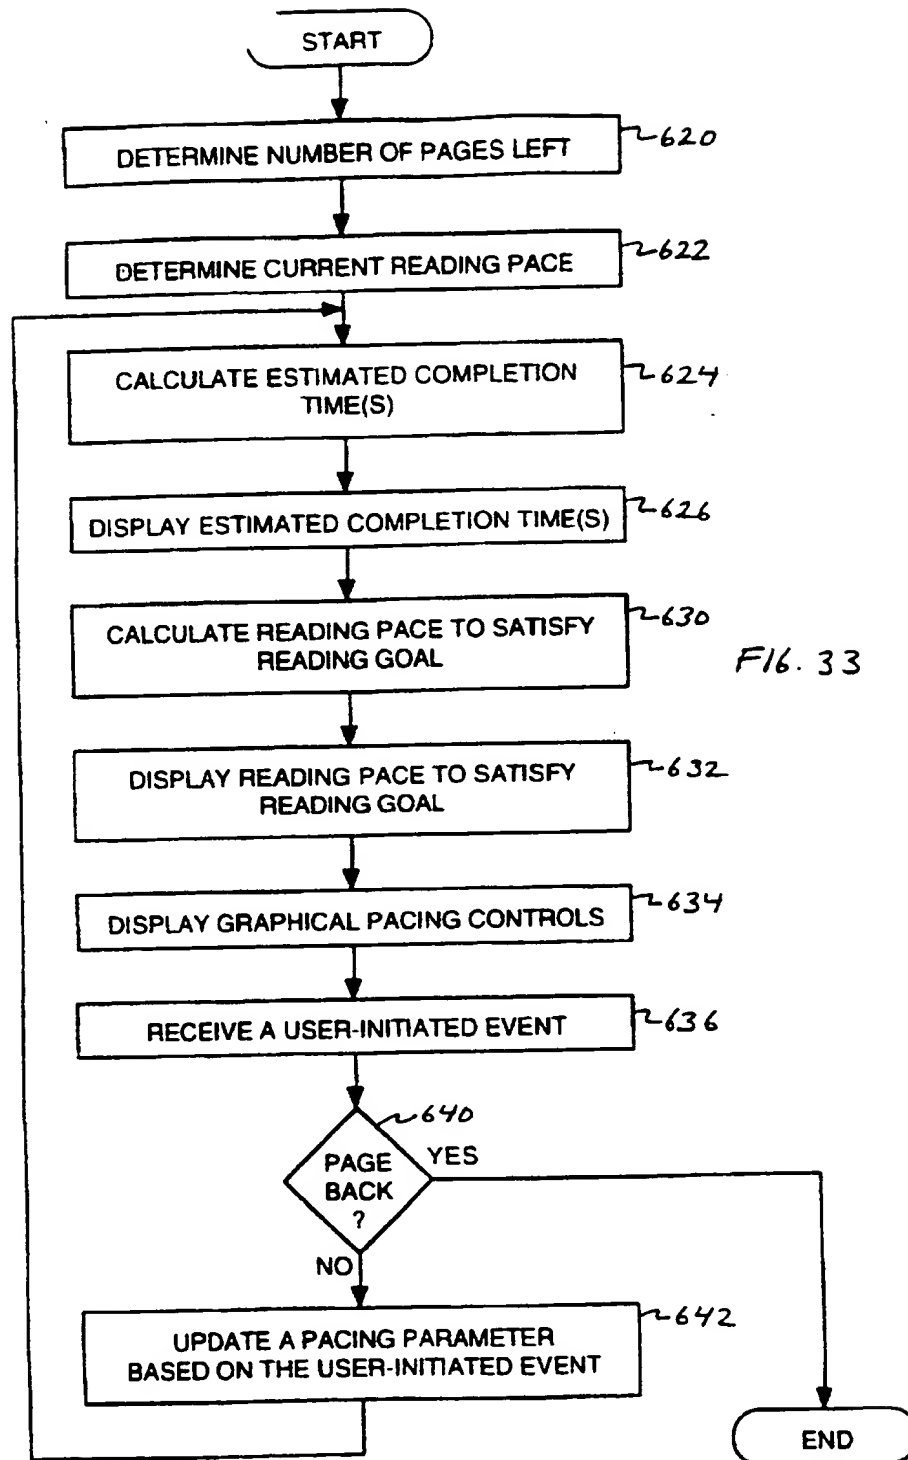 START
DETERMINE NUMBER OF PAGES LEFT
620
DETERMINE CURRENT READING PACE
622
CALCULATE ESTIMATED COMPLETION
TIME(S)
624
DISPLAY ESTIMATED COMPLETION TIME(S)
626
CALCULATE READING PACE TO SATISFY
READING GOAL
630
FIG. 33
DISPLAY READING PACE TO SATISFY
READING GOAL
632
DISPLAY GRAPHICAL PACING CONTROLS
634
RECEIVE A USER-INITIATED EVENT
636
640
PAGE
BACK
?
YES
NO
UPDATE A PACING PARAMETER
BASED ON THE USER-INITIATED EVENT
642
END